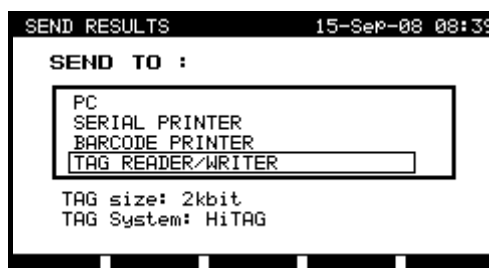 SEND RESULTS 15-Sep-08 08:39
SEND TO :
PC
SERIAL PRINTER
BARCODE PRINTER
TAG READER/WRITER
TAG size: 2kbit
TAG System: HiTAG